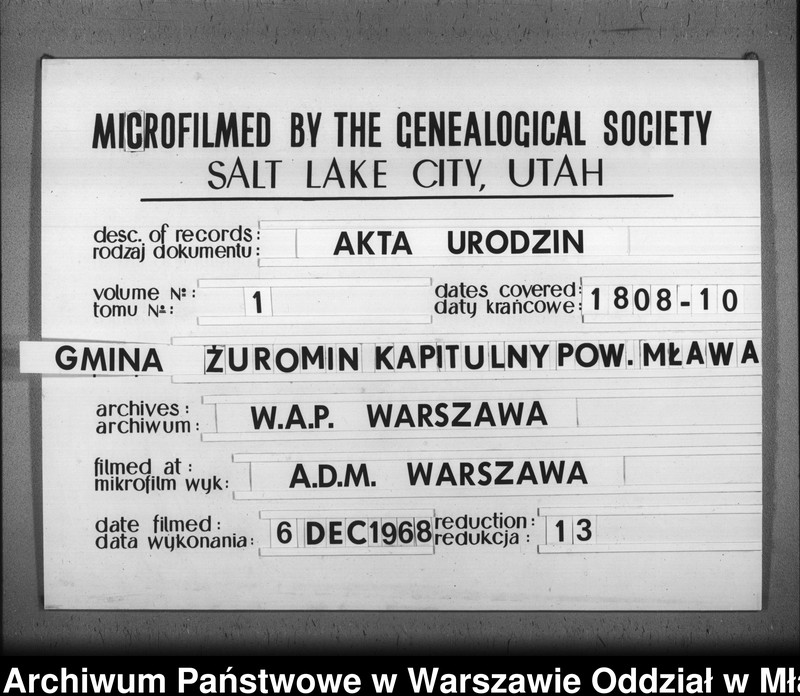 MICROFILMED BY THE GENEALOGICAL SOCIETY
SALT LAKE CITY, UTAH
desc. of records: AKTA URODZIN
rodzaj dokumentu:
volume №: 1 dates covered: 1808-10
tomu №: daty krańcowe:
GMINA ŻUROMIN KAPITULNY POW. MŁAWA
archives: W.A.P. WARSZAWA
archiwum:
filmed at: A.D.M. WARSZAWA
mikrofilm wyk:
date filmed: 6 DEC 1968 reduction: 13
data wykonania: redukcja:
Archiwum Państwowe w Warszawie Oddział w